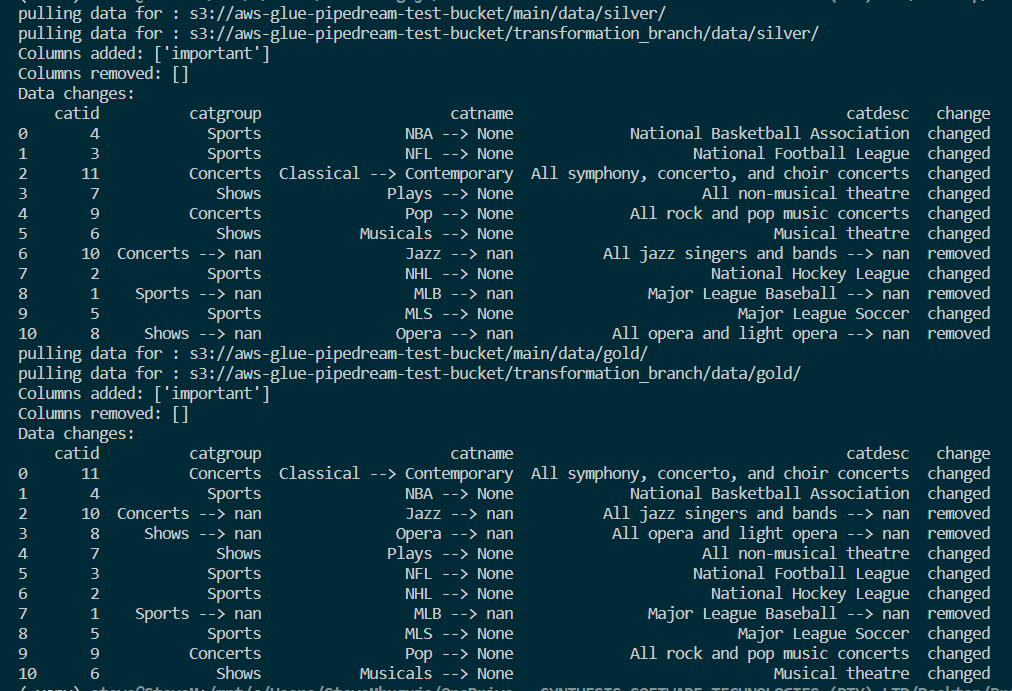 pulling data for : s3://aws-glue-pipedream-test-bucket/main/data/silver/
pulling data for : s3://aws-glue-pipedream-test-bucket/transformation_branch/data/silver/
Columns added: ['important']
Columns removed: []
Data changes:
catid catgroup catname catdesc change
0 4 Sports NBA --> None National Basketball Association changed
1 3 Sports NFL --> None National Football League changed
2 11 Concerts Classical --> Contemporary All symphony, concerto, and choir concerts changed
3 7 Shows Plays --> None All non-musical theatre changed
4 9 Concerts Pop --> None All rock and pop music concerts changed
5 6 Shows Musicals --> None Musical theatre changed
6 10 Concerts --> nan Jazz --> nan All jazz singers and bands --> nan removed
7 2 Sports NHL --> None National Hockey League changed
8 1 Sports --> nan MLB --> nan Major League Baseball --> nan removed
9 5 Sports MLS --> None Major League Soccer changed
10 8 Shows --> nan Opera --> nan All opera and light opera --> nan removed
pulling data for : s3://aws-glue-pipedream-test-bucket/main/data/gold/
pulling data for : s3://aws-glue-pipedream-test-bucket/transformation_branch/data/gold/
Columns added: ['important']
Columns removed: []
Data changes:
catid catgroup catname catdesc change
0 11 Concerts Classical --> Contemporary All symphony, concerto, and choir concerts changed
1 4 Sports NBA --> None National Basketball Association changed
2 10 Concerts --> nan Jazz --> nan All jazz singers and bands --> nan removed
3 8 Shows --> nan Opera --> nan All opera and light opera --> nan removed
4 7 Shows Plays --> None All non-musical theatre changed
5 3 Sports NFL --> None National Football League changed
6 2 Sports NHL --> None National Hockey League changed
7 1 Sports --> nan MLB --> nan Major League Baseball --> nan removed
8 5 Sports MLS --> None Major League Soccer changed
9 9 Concerts Pop --> None All rock and pop music concerts changed
10 6 Shows Musicals --> None Musical theatre changed